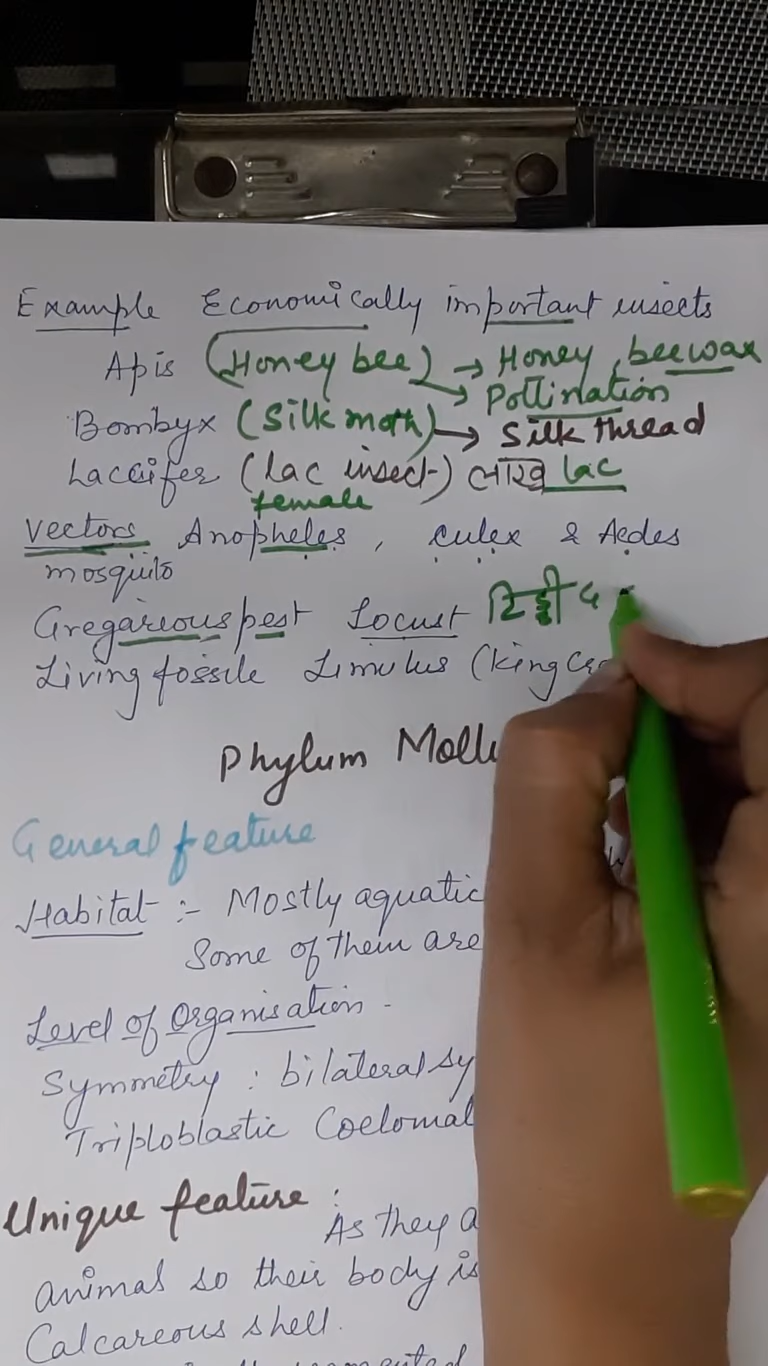 Example Economically important insects
Apis (Honey bee) → Honey, beewax
→ Pollination
Bombyx (Silk moth) → Silk thread
Laccifer (lac insect) लाख lac
female
Vectors Anopheles, culex & Aedes
mosquito
Gregarious pest Locust
Living fossile Limulus (King
Phylum
General feature
Habitat :- Mostly aquatic
Some of them are
Level of Organisation -
Symmetry : bilateral
Triploblastic
Unique feature :
As they
animal so their body is
Calcareous shell.